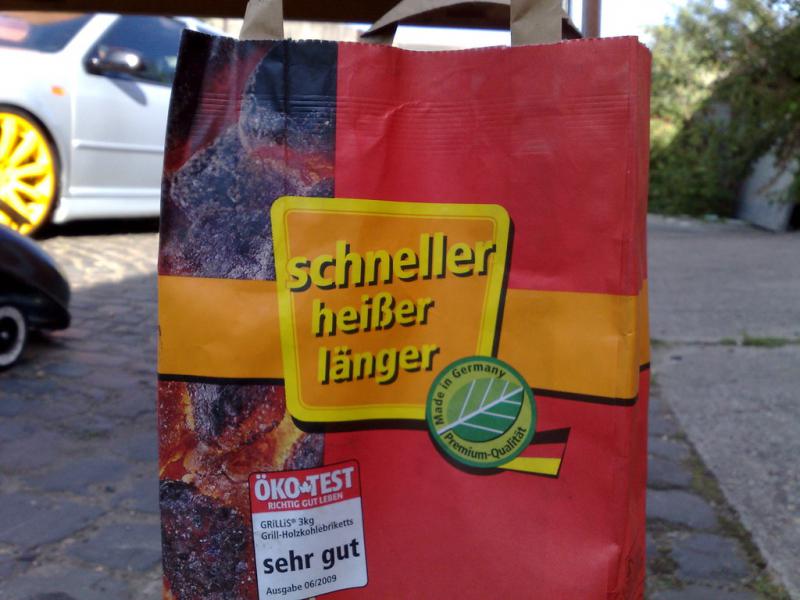 schneller
heißer
länger
Made in Germany
Premium-Qualität
ÖKO TEST
RICHTIG GUT LEBEN
GRiLLiS® 3kg
Grill-Holzkohlebriketts
sehr gut
Ausgabe 06/2009